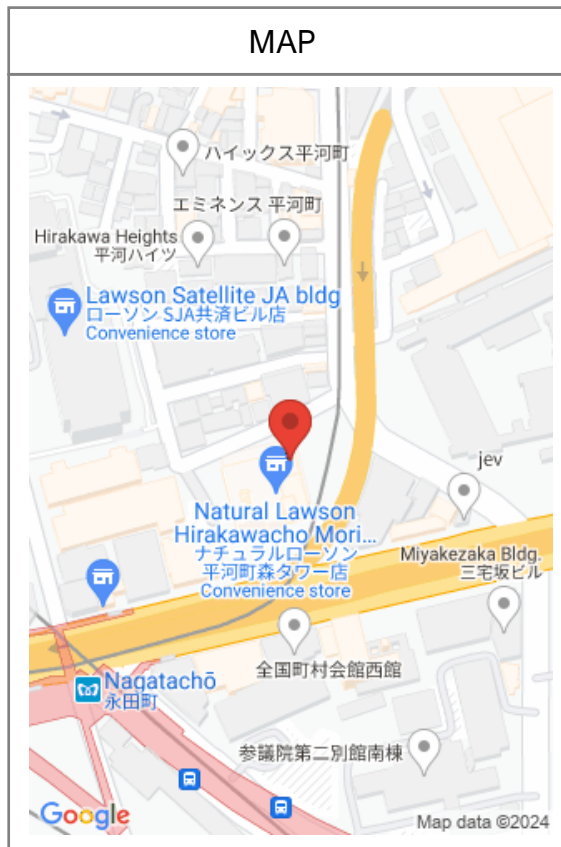 MAP
ハイックス平河町
エミネンス 平河町
Hirakawa Heights
平河ハイツ
Lawson Satellite JA bldg
ローソン SJA共済ビル店
Convenience store
jev
Natural Lawson
Hirakawacho Mori...
ナチュラルローソン
平河町森タワー店
Convenience store
Miyakezaka Bldg.
三宅坂ビル
全国町村会館西館
Nagatachō
永田町
参議院第二別館南棟
Google
Map data ©2024